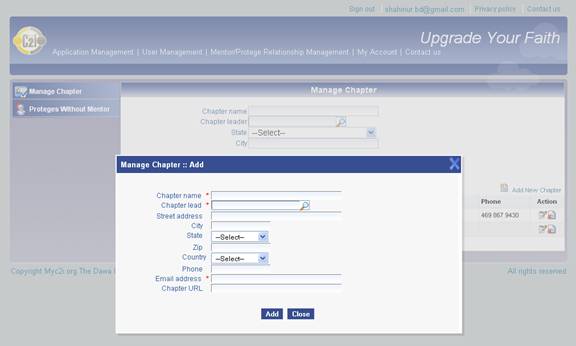 Sign out | shahinur.bd@gmail.com | Privacy policy | Contact us
C2i
Upgrade Your Faith
Application Management | User Management | Mentor/Protege Relationship Management | My Account | Contact Us
Manage Chapter
Proteges Without Mentor
Manage Chapter
Chapter name
Chapter leader
State --Select--
City
Add New Chapter
Phone Action
469.867.9430
Manage Chapter :: Add X
Chapter name *
Chapter lead *
Street address
City
State --Select--
Zip
Country --Select--
Phone
Email address *
Chapter URL
Add Close
Copyright Myc2i.org The Dawa
All rights reserved